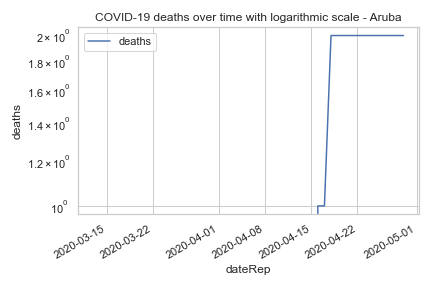 COVID-19 deaths over time with logarithmic scale - Aruba
deaths
2 × 10⁰
1.8 × 10⁰
1.6 × 10⁰
1.4 × 10⁰
1.2 × 10⁰
10⁰
deaths
2020-03-15
2020-03-22
2020-04-01
2020-04-08
2020-04-15
2020-04-22
2020-05-01
dateRep